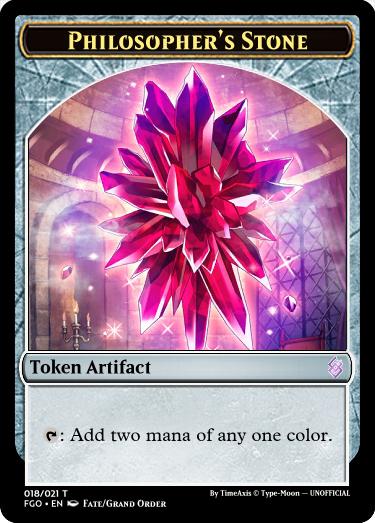 PHILOSOPHER'S STONE
Token Artifact
: Add two mana of any one color.
018/021 T
FGO • EN FATE/GRAND ORDER
By TimeAxis © Type-Moon — UNOFFICIAL